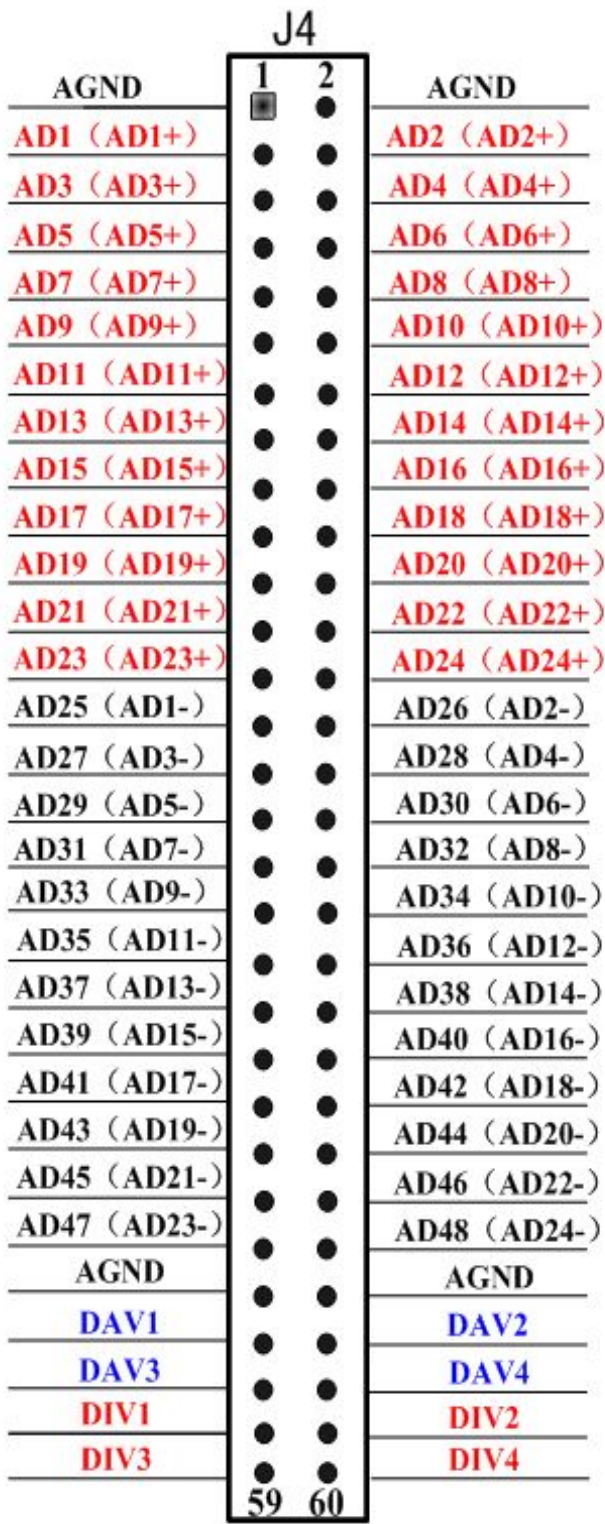 J4
1 2
AGND AGND
AD1（AD1+） AD2（AD2+）
AD3（AD3+） AD4（AD4+）
AD5（AD5+） AD6（AD6+）
AD7（AD7+） AD8（AD8+）
AD9（AD9+） AD10（AD10+）
AD11（AD11+） AD12（AD12+）
AD13（AD13+） AD14（AD14+）
AD15（AD15+） AD16（AD16+）
AD17（AD17+） AD18（AD18+）
AD19（AD19+） AD20（AD20+）
AD21（AD21+） AD22（AD22+）
AD23（AD23+） AD24（AD24+）
AD25（AD1-） AD26（AD2-）
AD27（AD3-） AD28（AD4-）
AD29（AD5-） AD30（AD6-）
AD31（AD7-） AD32（AD8-）
AD33（AD9-） AD34（AD10-）
AD35（AD11-） AD36（AD12-）
AD37（AD13-） AD38（AD14-）
AD39（AD15-） AD40（AD16-）
AD41（AD17-） AD42（AD18-）
AD43（AD19-） AD44（AD20-）
AD45（AD21-） AD46（AD22-）
AD47（AD23-） AD48（AD24-）
AGND AGND
DAV1 DAV2
DAV3 DAV4
DIV1 DIV2
DIV3 DIV4
59 60